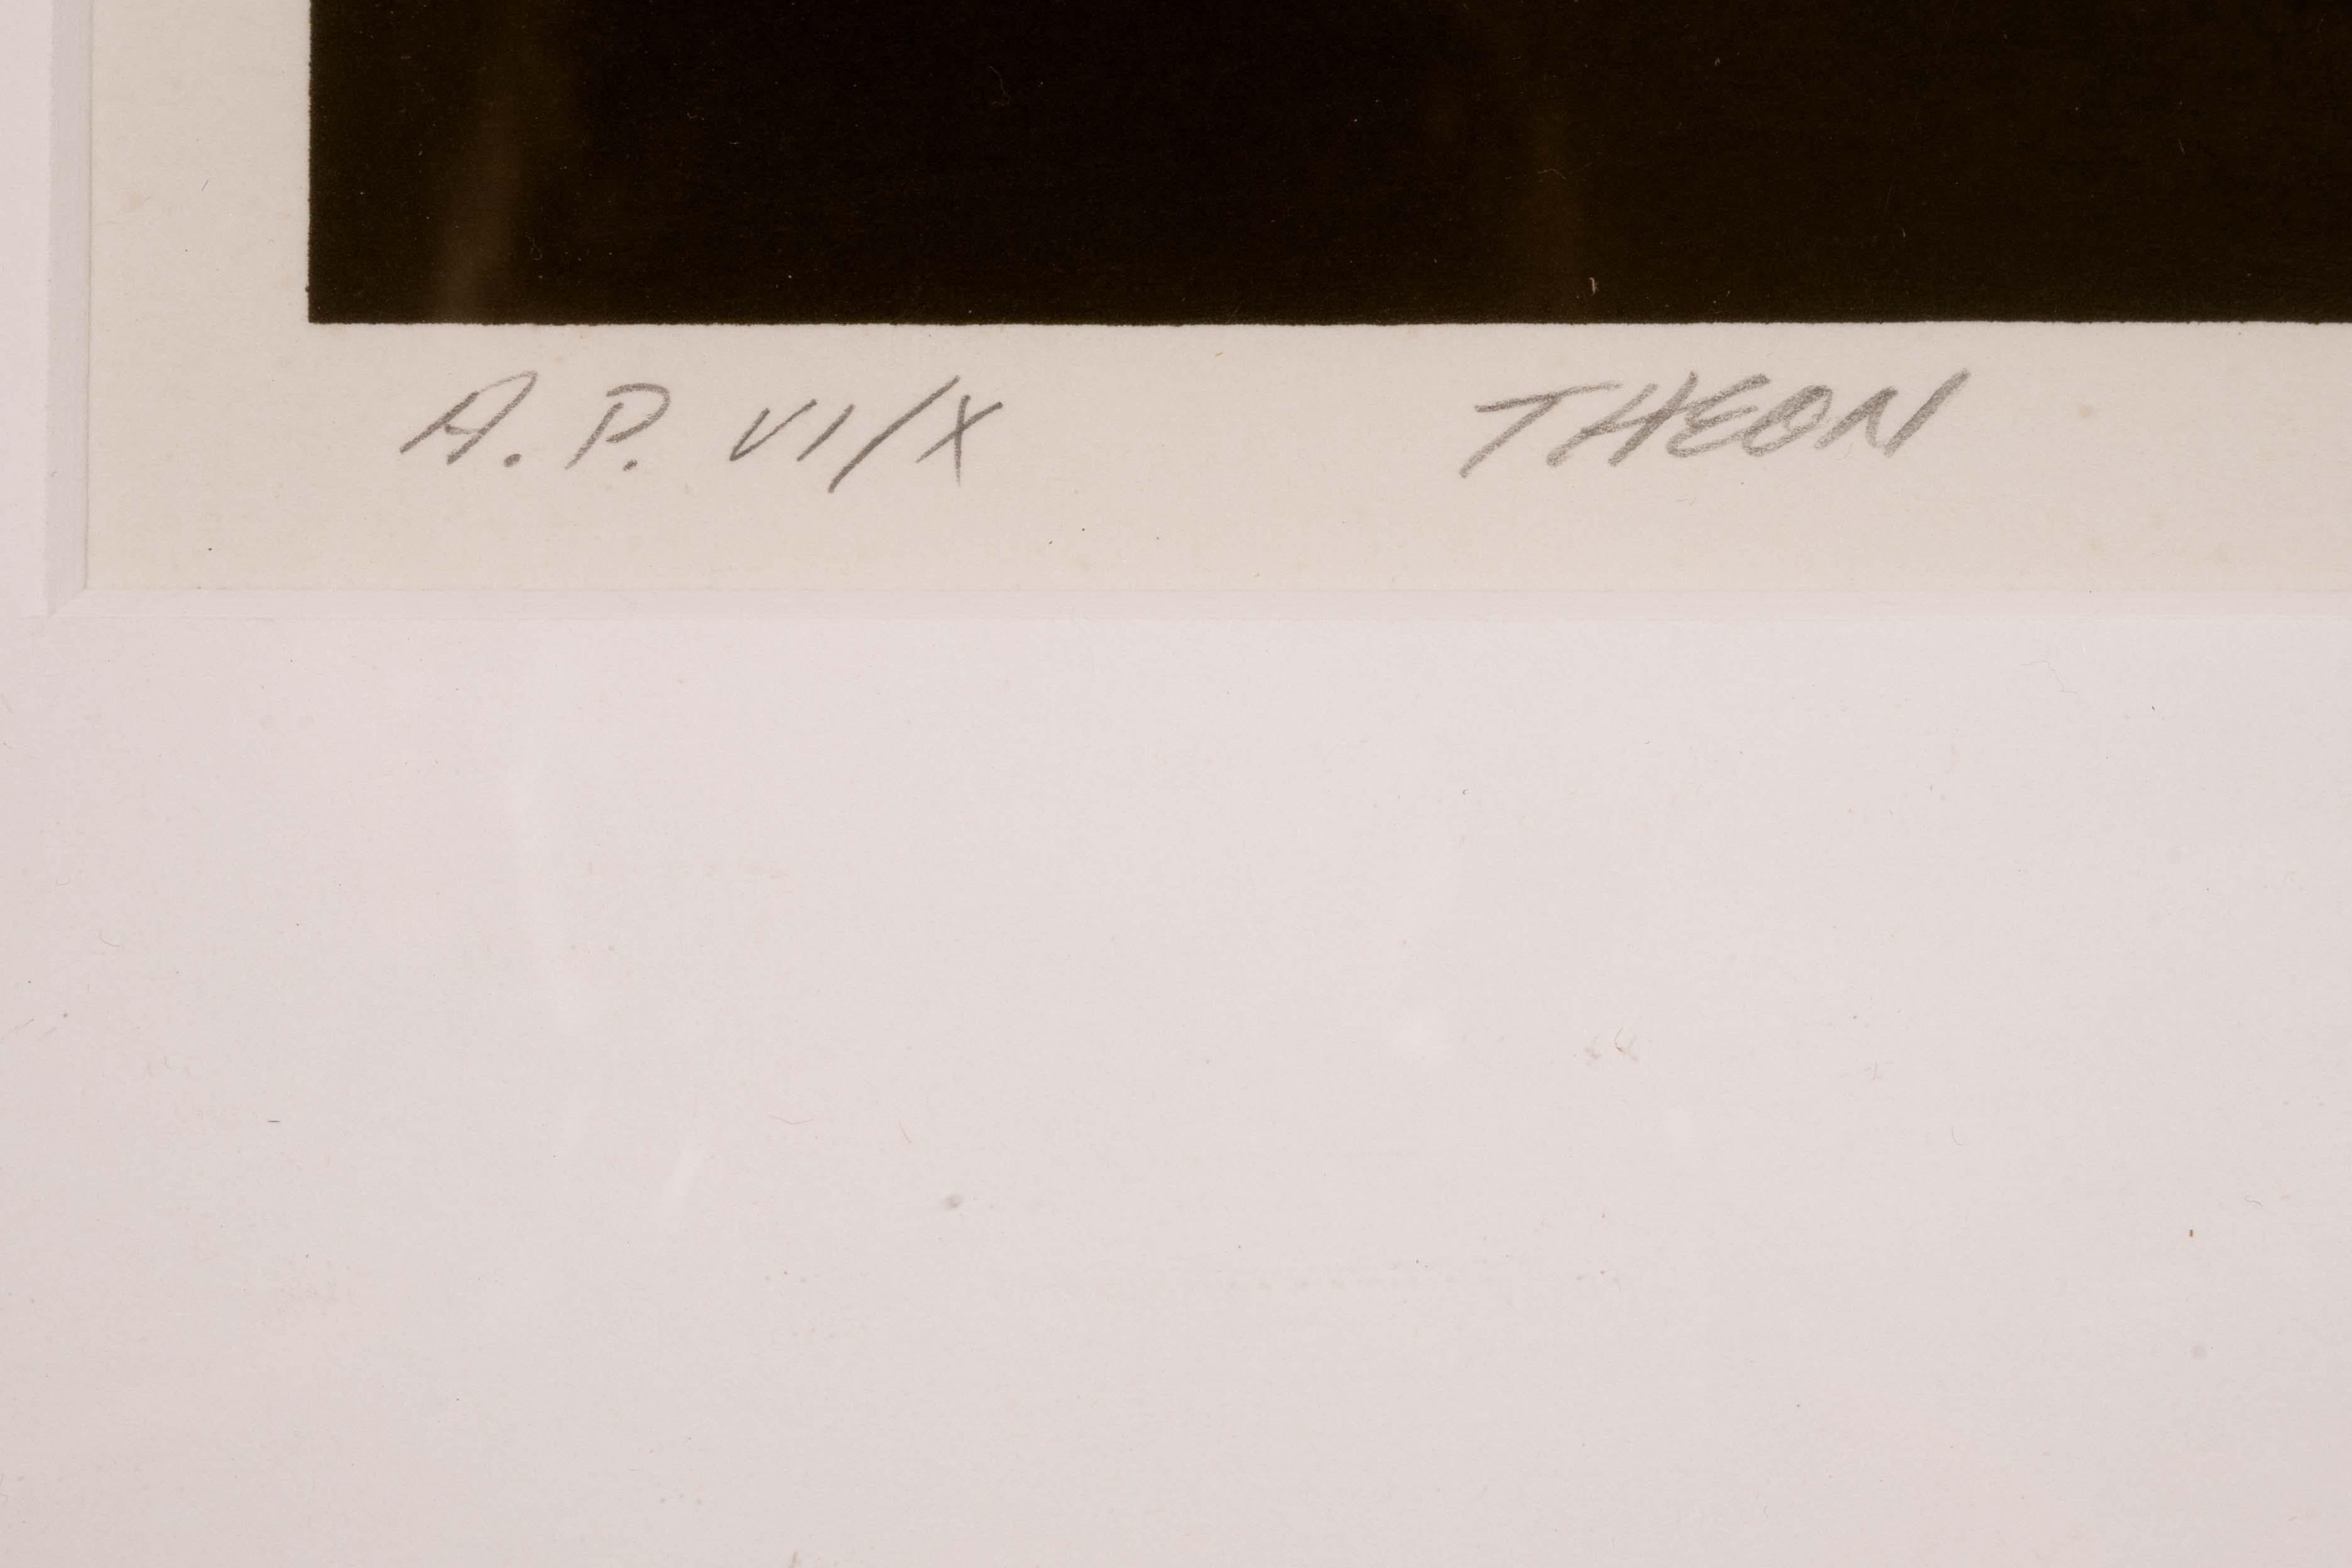 A.P. VI/X THEON